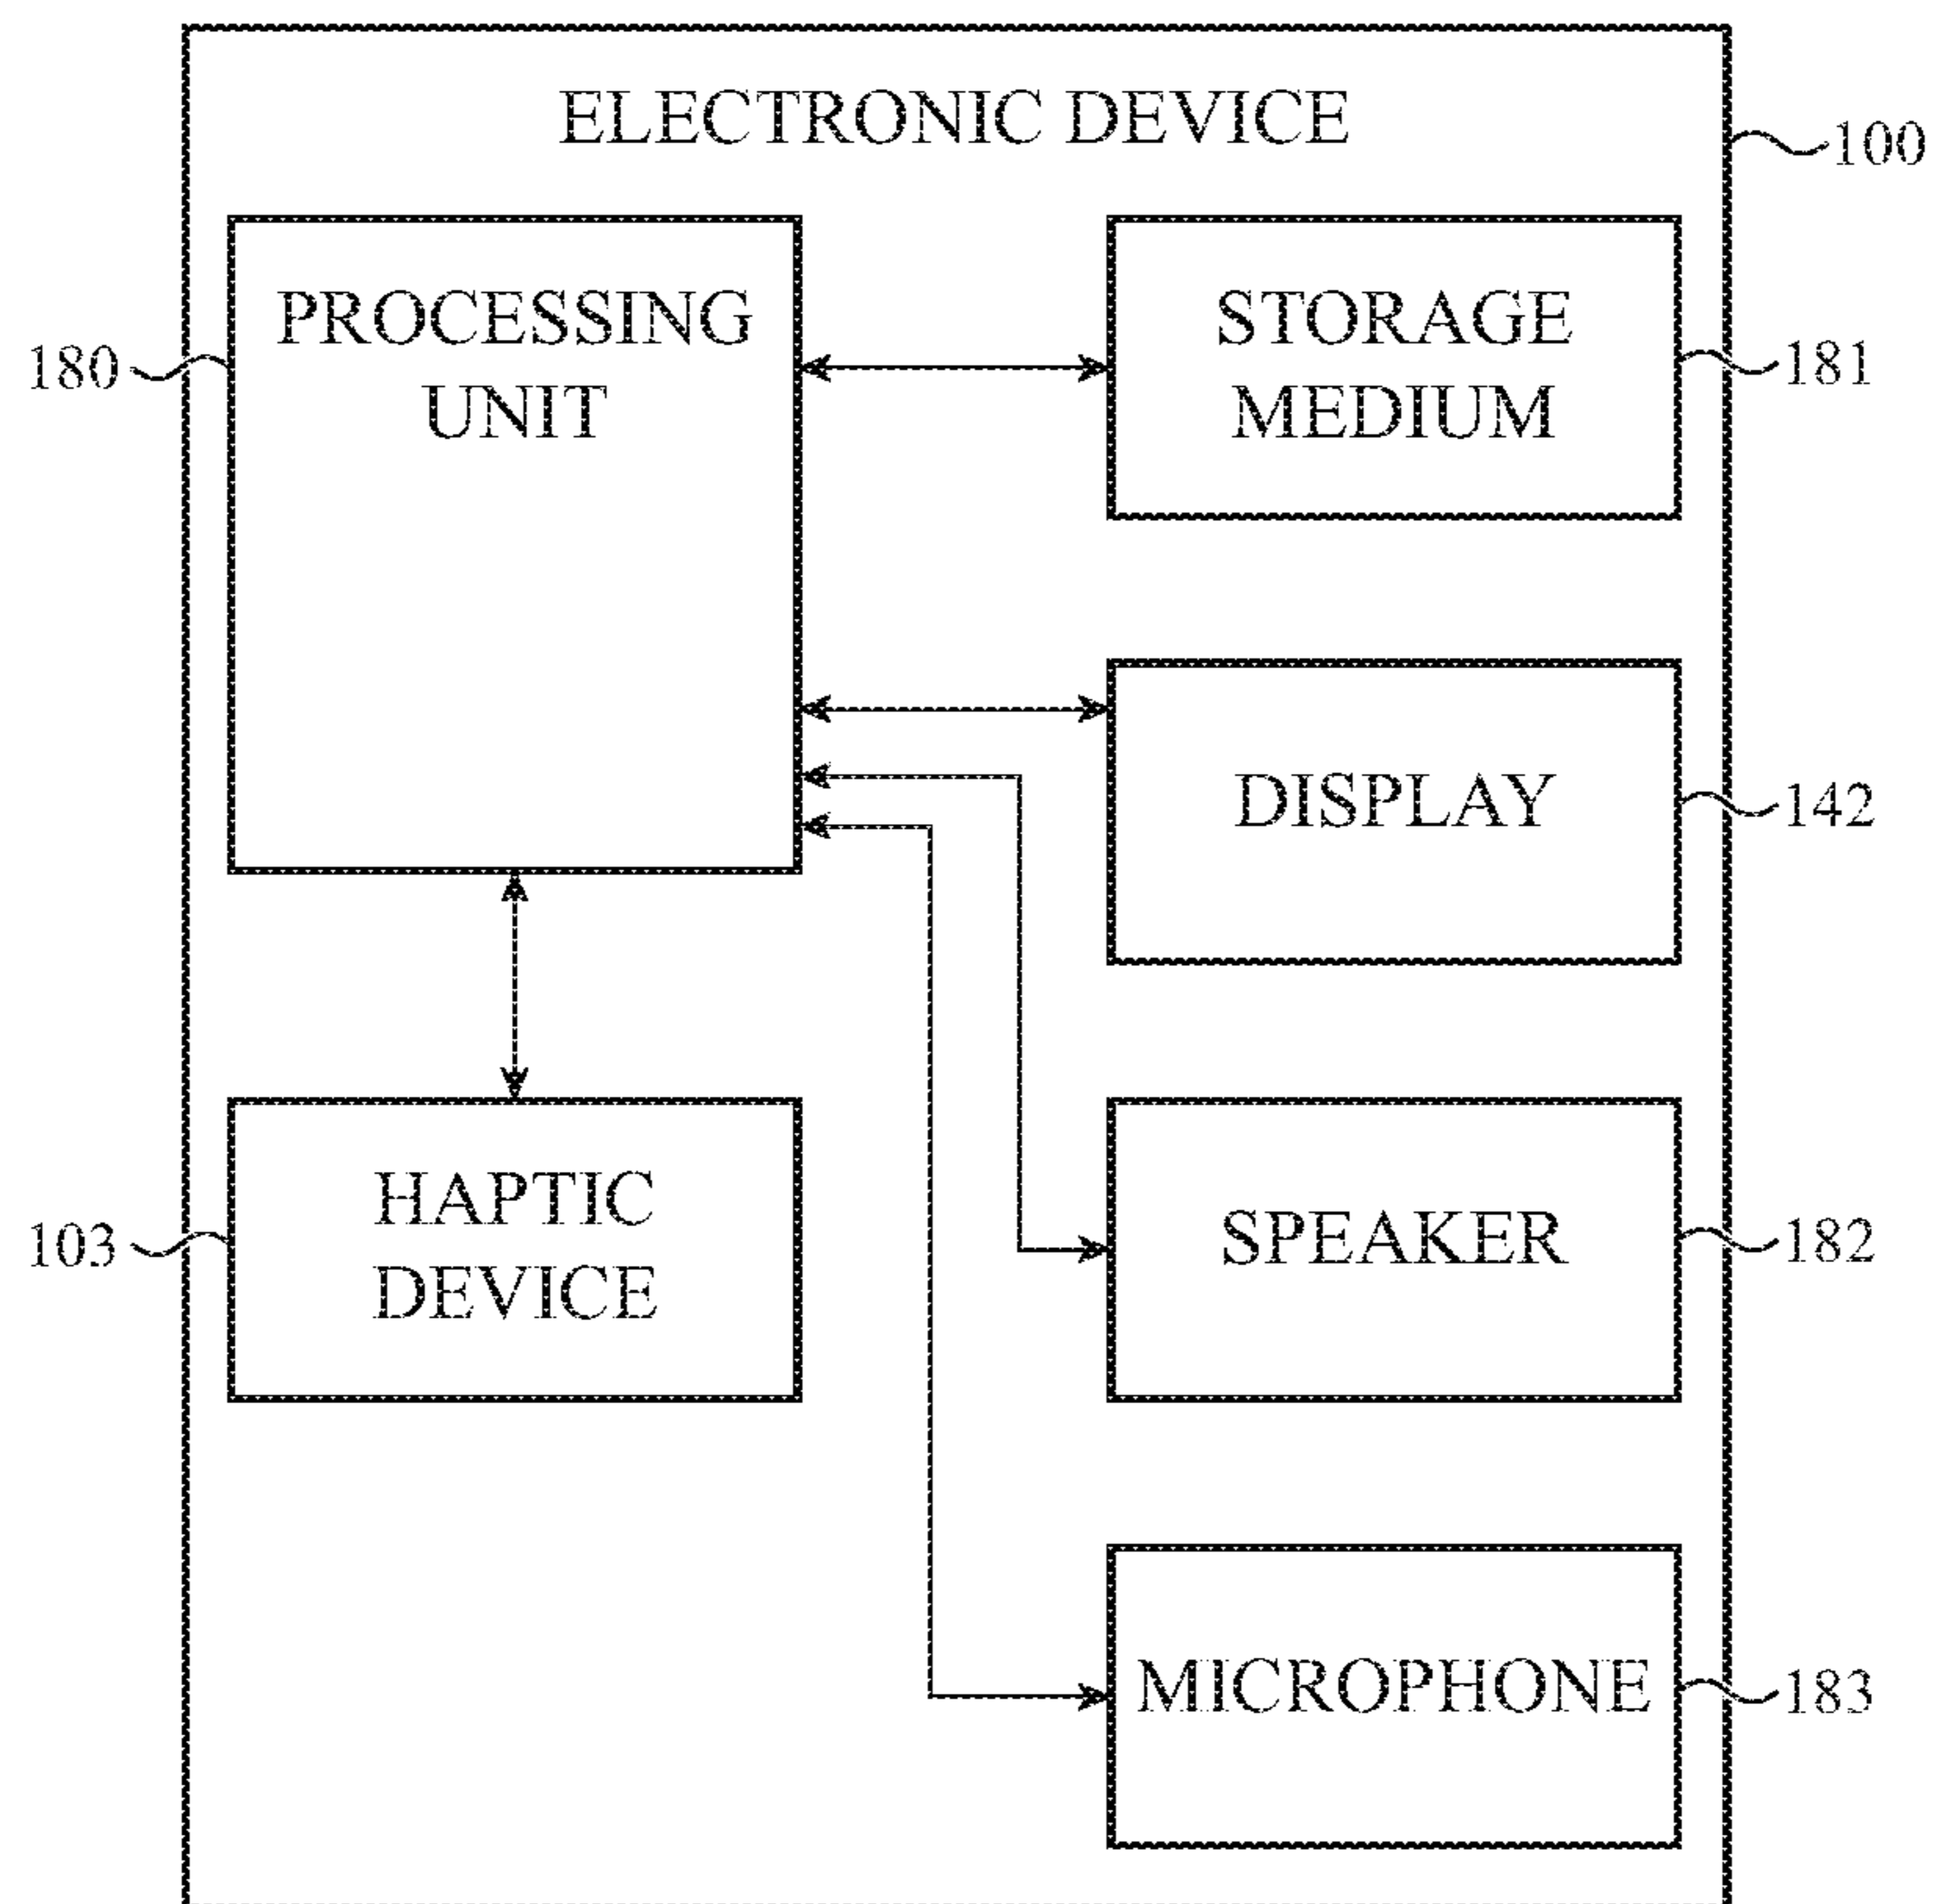 ELECTRONIC DEVICE
100
PROCESSING
UNIT
180
STORAGE
MEDIUM
181
DISPLAY
142
HAPTIC
DEVICE
103
SPEAKER
182
MICROPHONE
183